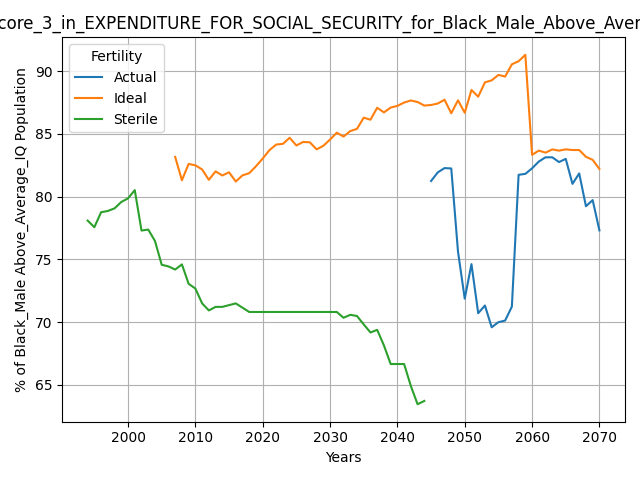 core_3_in_EXPENDITURE_FOR_SOCIAL_SECURITY_for_Black_Male_Above_Aver
% of Black_Male Above_Average_IQ Population
Fertility
Actual
Ideal
Sterile
90
85
80
75
70
65
2000
2010
2020
2030
2040
2050
2060
2070
Years